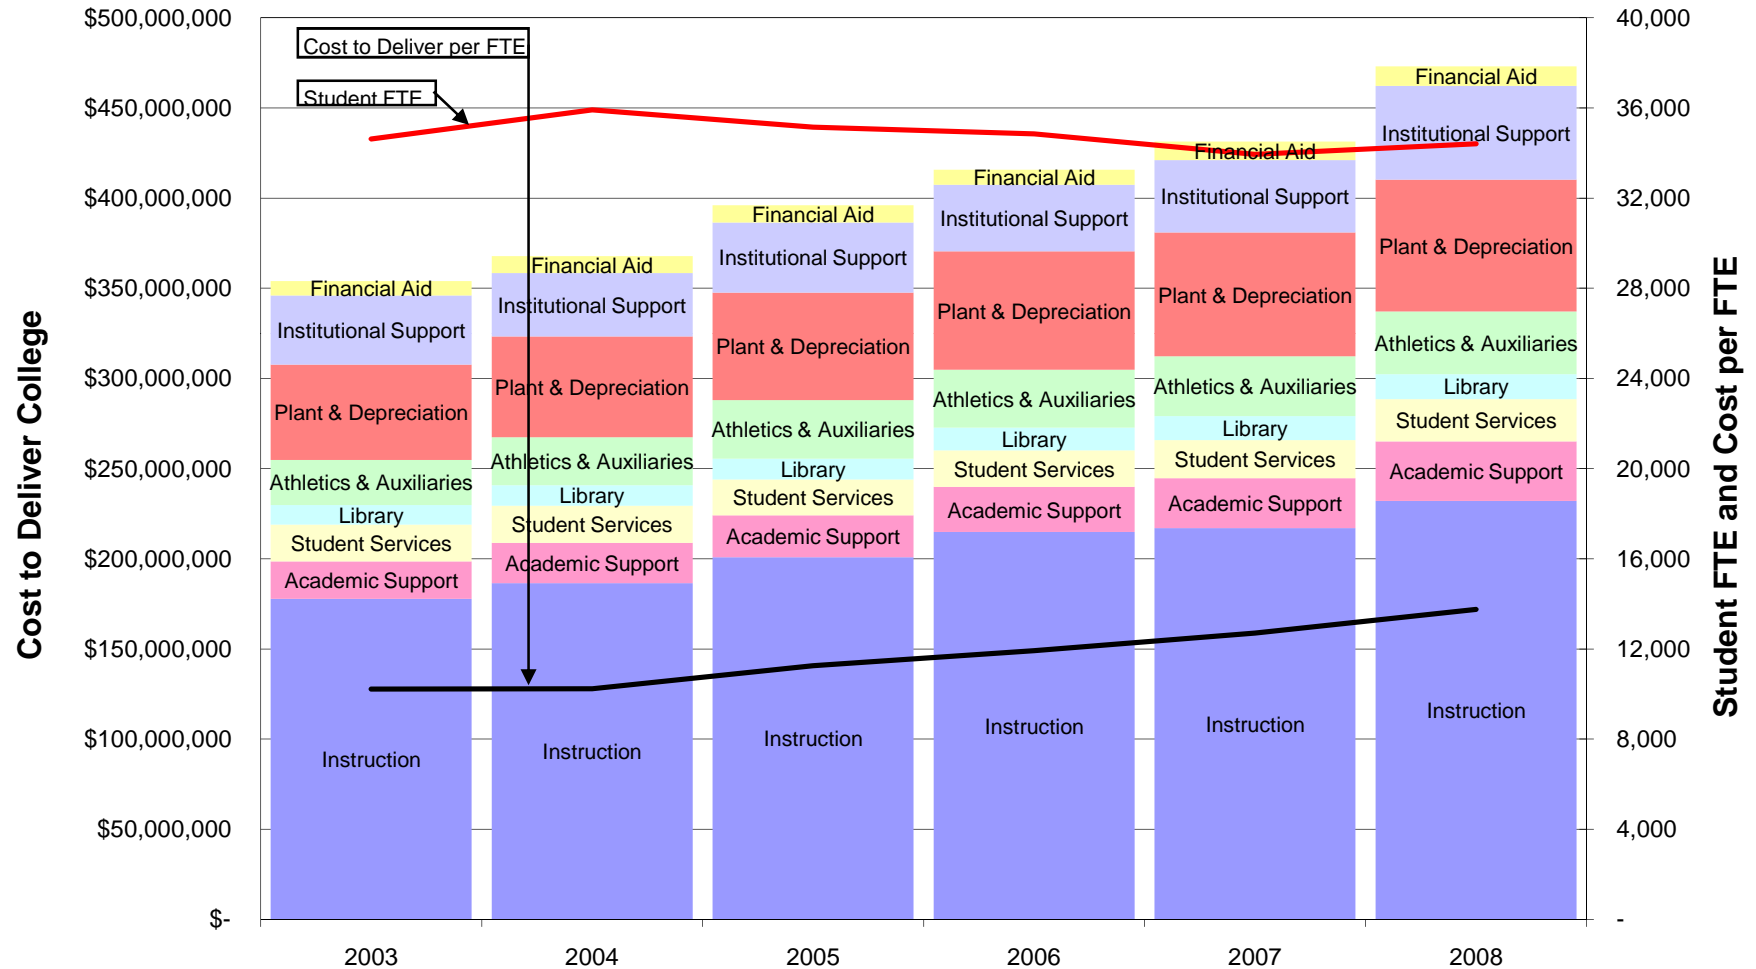 $500,000,000
$450,000,000
$400,000,000
$350,000,000
$300,000,000
$250,000,000
$200,000,000
$150,000,000
$100,000,000
$50,000,000
$-
Cost to Deliver College
Cost to Deliver per FTE
Student FTE
Financial Aid
Institutional Support
Plant & Depreciation
Athletics & Auxiliaries
Library
Student Services
Academic Support
Instruction
Financial Aid
Institutional Support
Plant & Depreciation
Athletics & Auxiliaries
Library
Student Services
Academic Support
Instruction
Financial Aid
Institutional Support
Plant & Depreciation
Athletics & Auxiliaries
Library
Student Services
Academic Support
Instruction
Financial Aid
Institutional Support
Plant & Depreciation
Athletics & Auxiliaries
Library
Student Services
Academic Support
Instruction
Financial Aid
Institutional Support
Plant & Depreciation
Athletics & Auxiliaries
Library
Student Services
Academic Support
Instruction
Financial Aid
Institutional Support
Plant & Depreciation
Athletics & Auxiliaries
Library
Student Services
Academic Support
Instruction
40,000
36,000
32,000
28,000
24,000
20,000
16,000
12,000
8,000
4,000
-
Student FTE and Cost per FTE
2003
2004
2005
2006
2007
2008